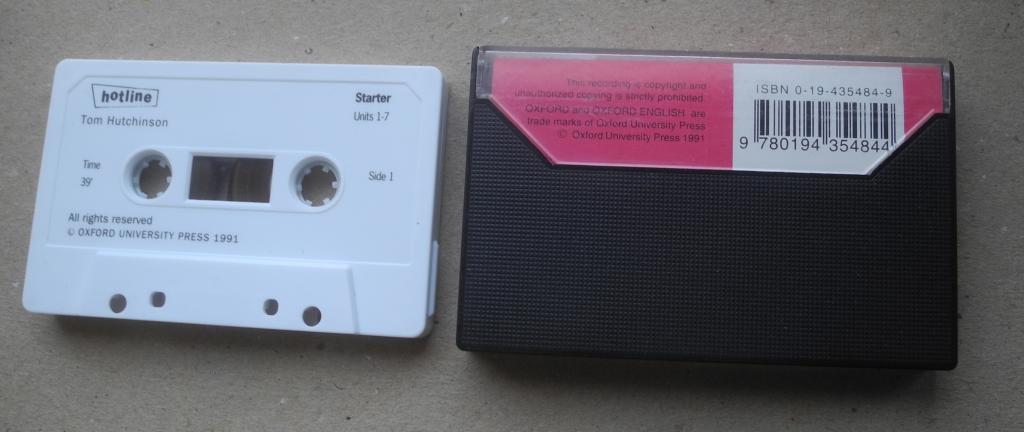 hotline
Tom Hutchinson
Starter
Units 1-7
Time
39'
Side 1
All rights reserved
© OXFORD UNIVERSITY PRESS 1991
This recording is copyright and
unauthorized copying is strictly prohibited.
OXFORD and OXFORD ENGLISH are
trade marks of Oxford University Press
© Oxford University Press 1991
ISBN 0-19-435484-9
9 780194 354844